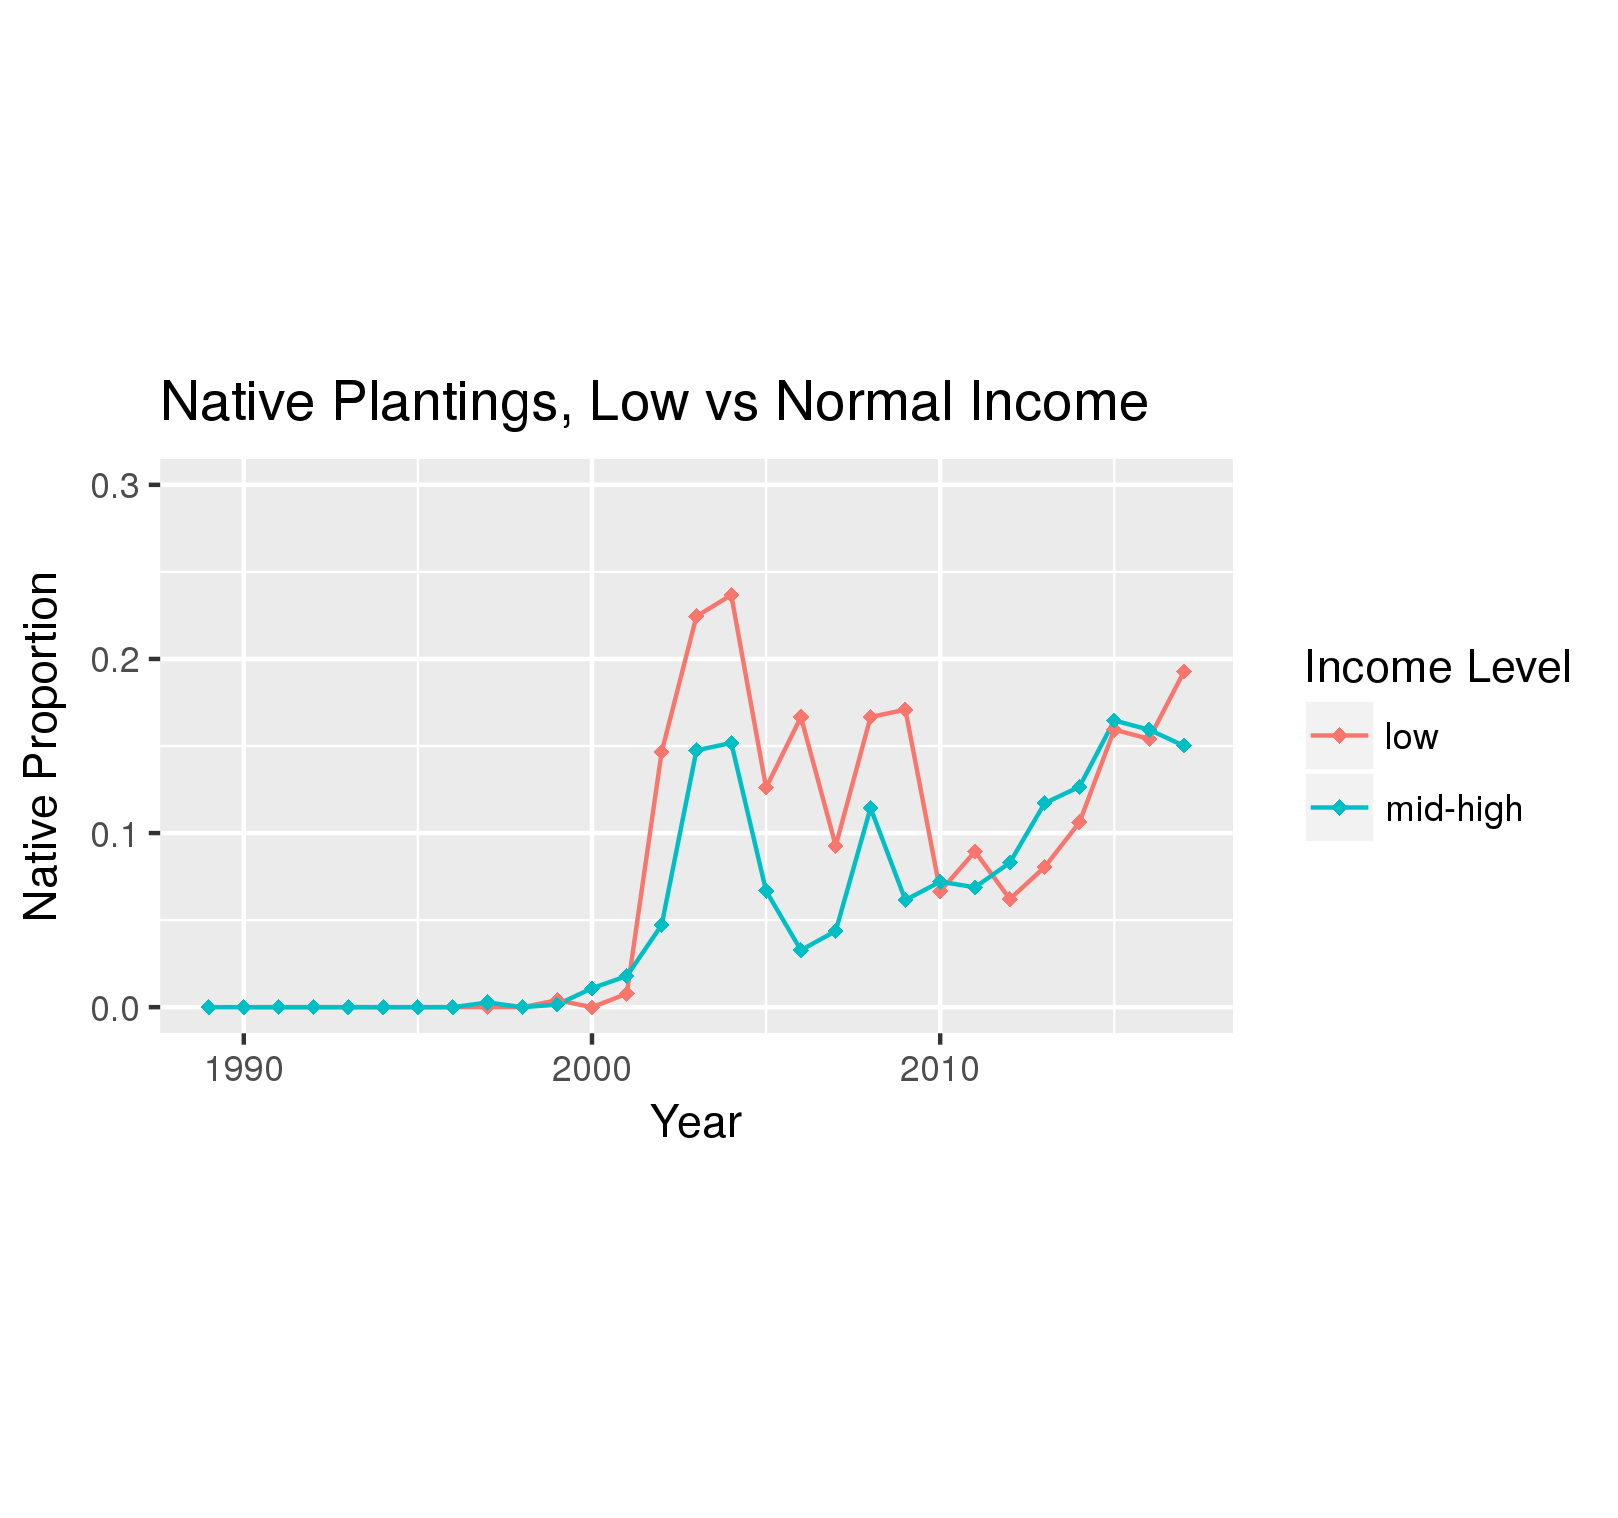 Native Plantings, Low vs Normal Income
0.3
0.2
0.1
0.0
Native Proportion
1990
2000
2010
Year
Income Level
low
mid-high